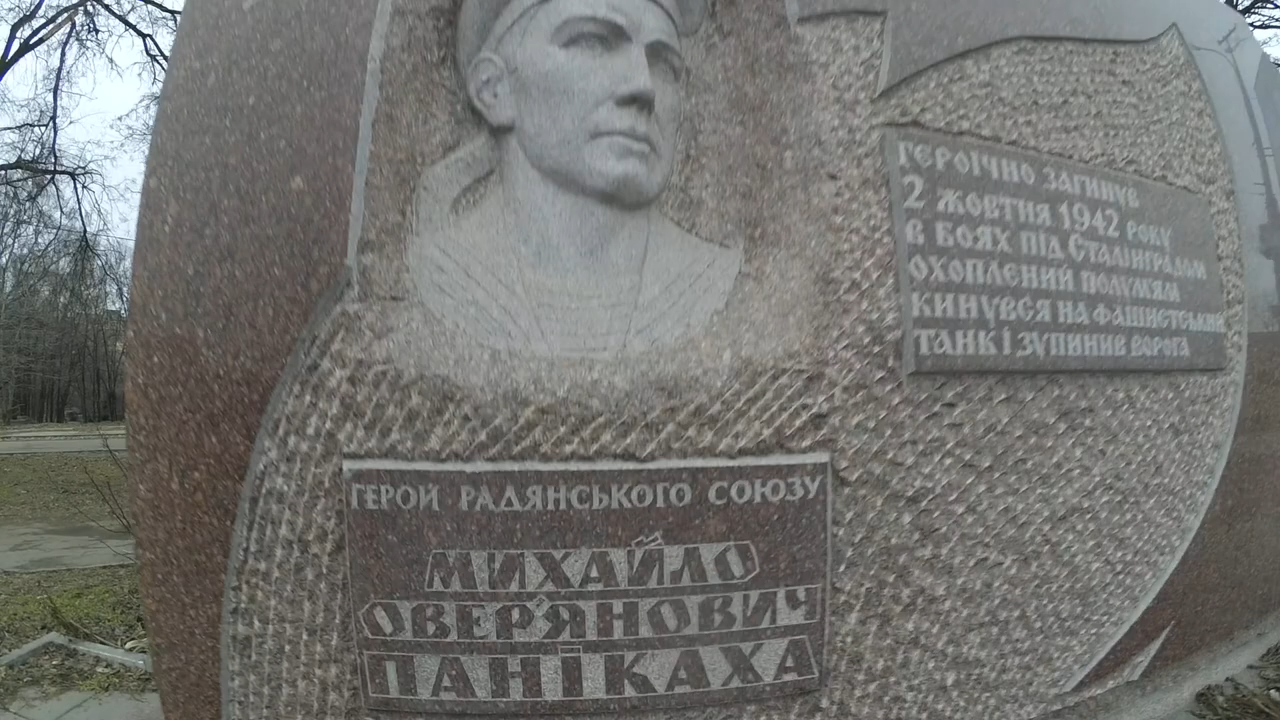 ГЕРОЇЧНО ЗАГИНУВ
2 ЖОВТНЯ 1942 РОКУ
В БОЯХ ПІД СТАЛІНГРАДОМ
ОХОПЛЕНИЙ ПОЛУМ'ЯМ
КИНУВСЯ НА ФАШИСТСЬКИЙ
ТАНК І ЗУПИНИВ ВОРОГА
ГЕРОЙ РАДЯНСЬКОГО СОЮЗУ
МИХАЙЛО
ОВЕР'ЯНОВИЧ
ПАНІКАХА